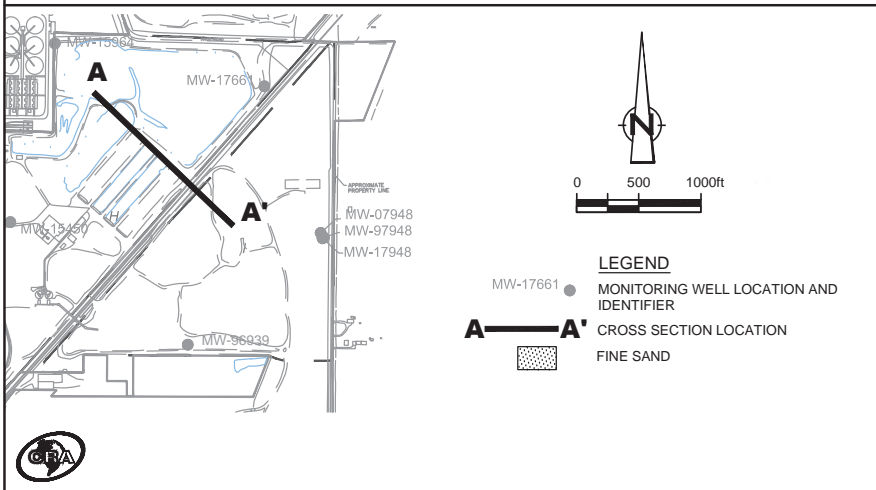 MW-15964
A
MW-17661
APPROXIMATE
PROPERTY LINE
A'
MW-07948
MW-97948
MW-17948
MW-15450
MW-96939
N
0 500 1000ft
LEGEND
MW-17661 MONITORING WELL LOCATION AND
IDENTIFIER
A A' CROSS SECTION LOCATION
FINE SAND
CRA